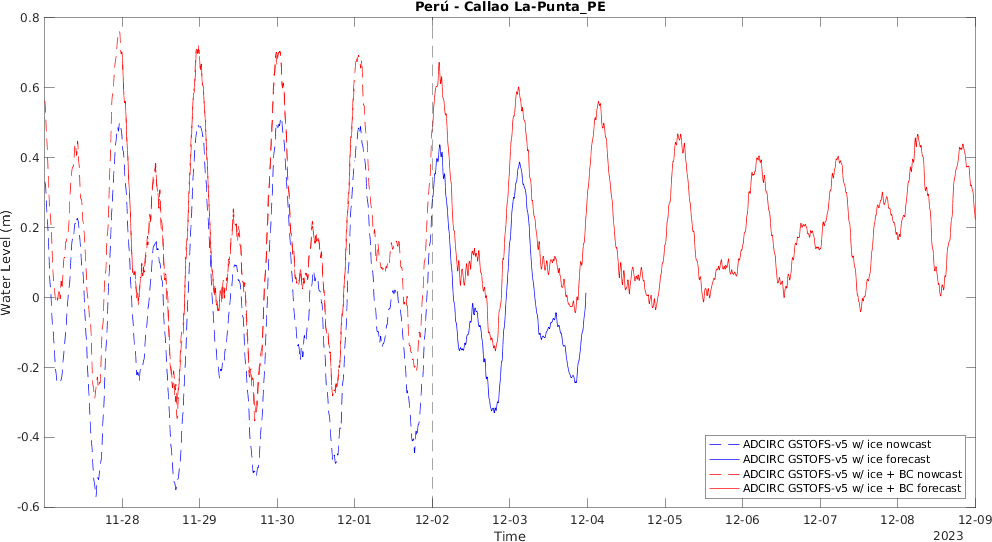 Perú - Callao La-Punta_PE
0.8
0.6
0.4
0.2
0
-0.2
-0.4
-0.6
Water Level (m)
11-28 11-29 11-30 12-01 12-02 12-03 12-04 12-05 12-06 12-07 12-08 12-09
Time
2023
ADCIRC GSTOFS-v5 w/ ice nowcast
ADCIRC GSTOFS-v5 w/ ice forecast
ADCIRC GSTOFS-v5 w/ ice + BC nowcast
ADCIRC GSTOFS-v5 w/ ice + BC forecast